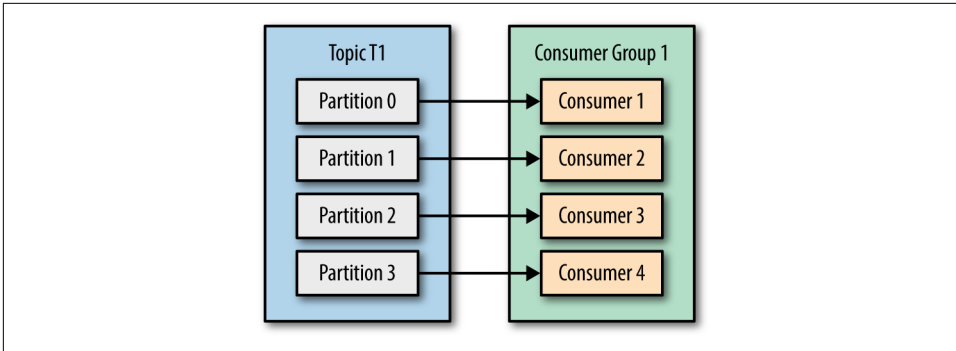 Topic T1
Partition 0
Partition 1
Partition 2
Partition 3
Consumer Group 1
Consumer 1
Consumer 2
Consumer 3
Consumer 4